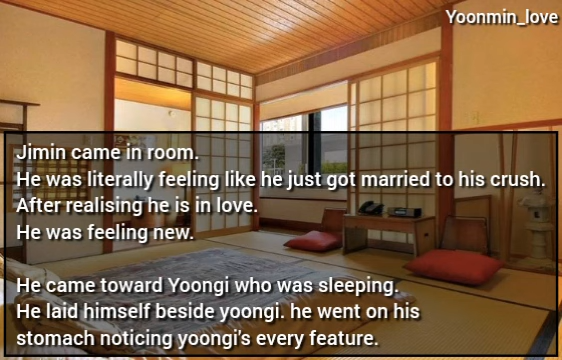 Yoonmin_love
Jimin came in room.
He was literally feeling like he just got married to his crush.
After realising he is in love.
He was feeling new.
He came toward Yoongi who was sleeping.
He laid himself beside yoongi. he went on his
stomach noticing yoongi's every feature.